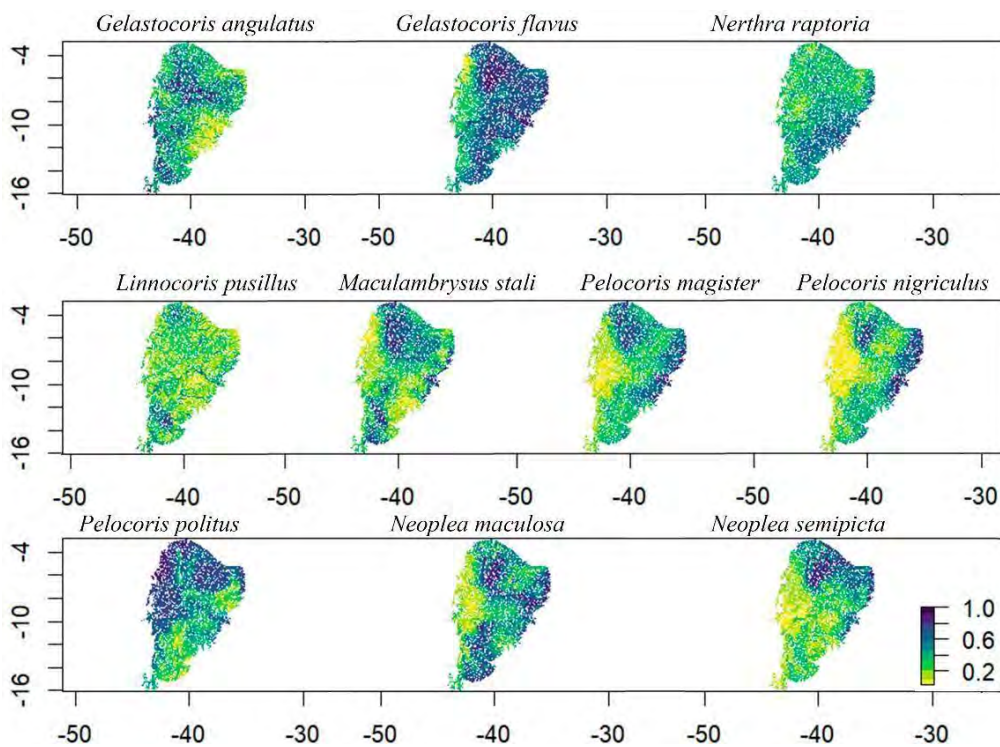 Gelastocoris angulatus Gelastocoris flavus Nerthra raptoria
-4
-10
-16
-50 -40 -30 -50 -40 -30 -50 -40 -30
Linnocoris pusillus Maculambrysus stali Pelocoris magister Pelocoris nigriculus
-4
-10
-16
-50 -40 -50 -40 -50 -40 -50 -40 -30
Pelocoris politus Neoplea maculosa Neoplea semipicta
-4
-10
-16
1.0
0.6
0.2
-50 -40 -30 -50 -40 -30 -50 -40 -30